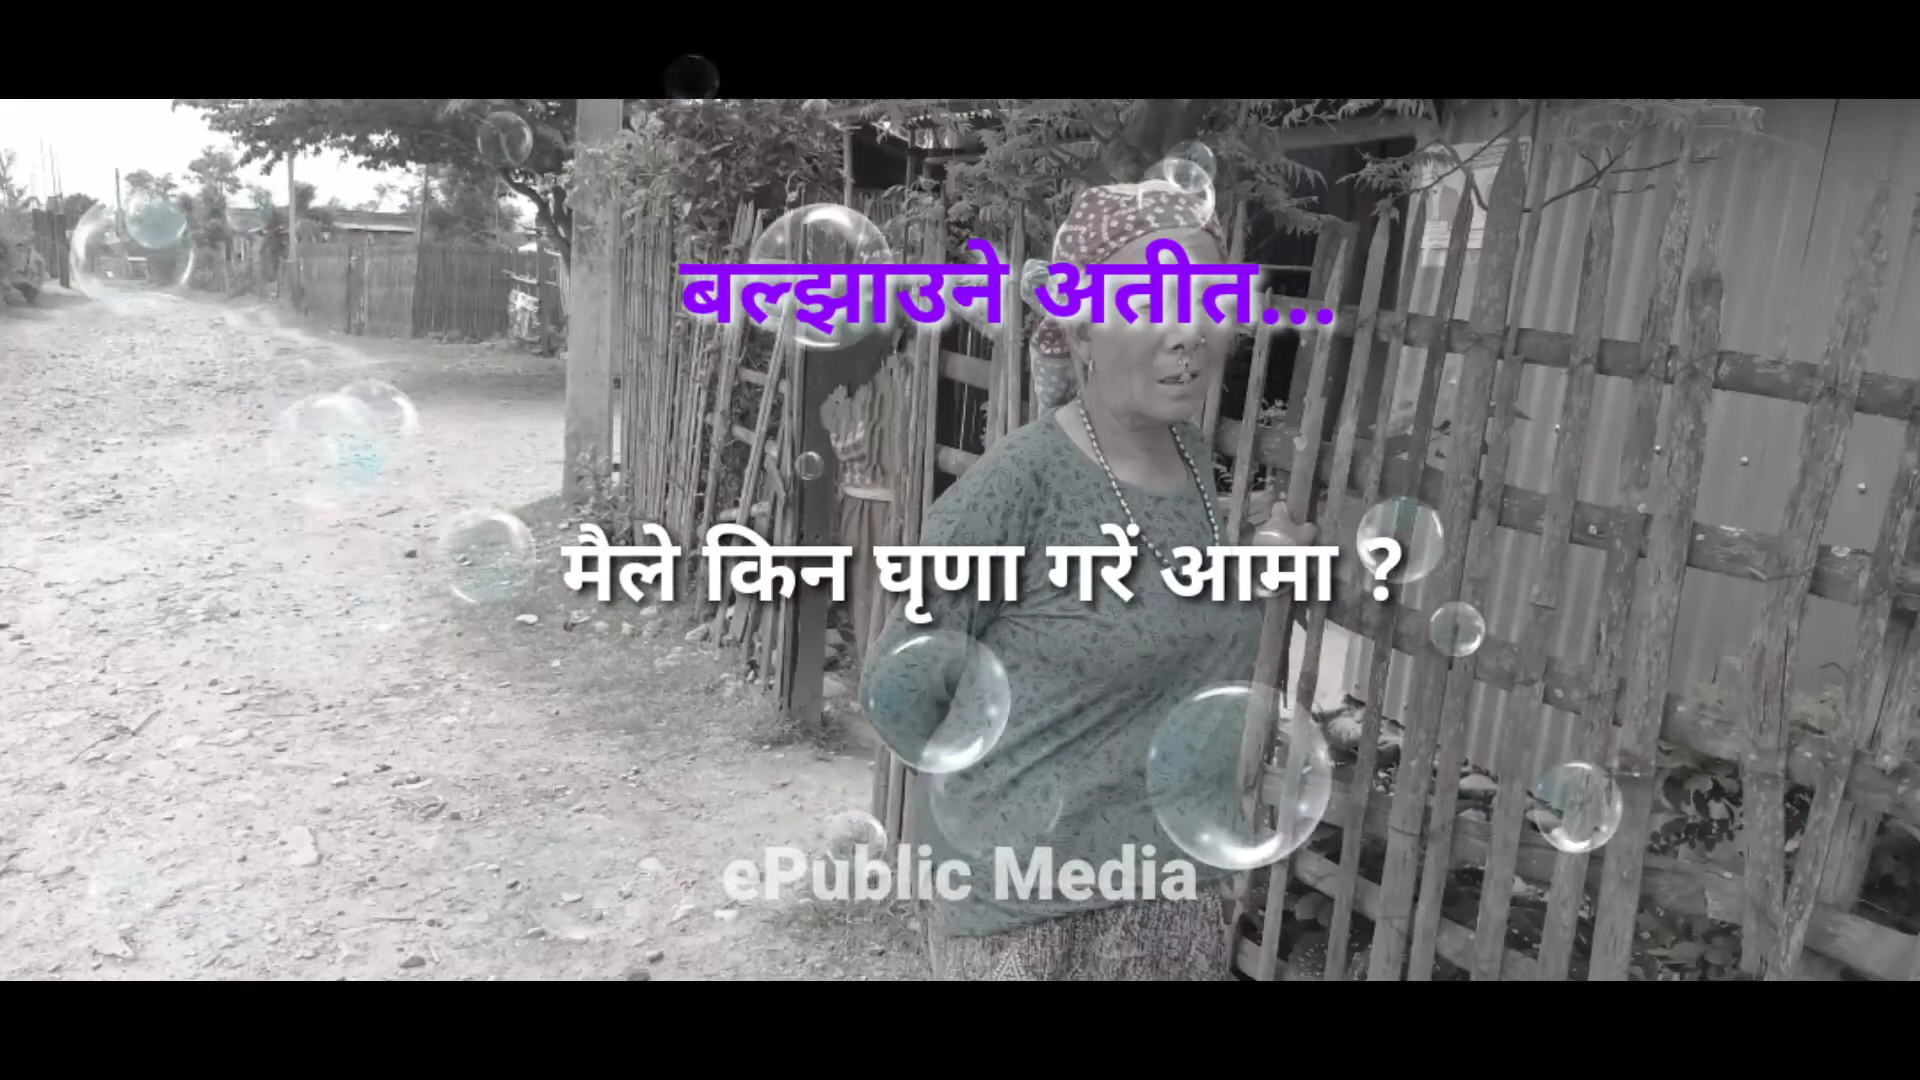 बल्झाउने अतीत...
मैले किन घृणा गरें आमा ?
ePublic Media